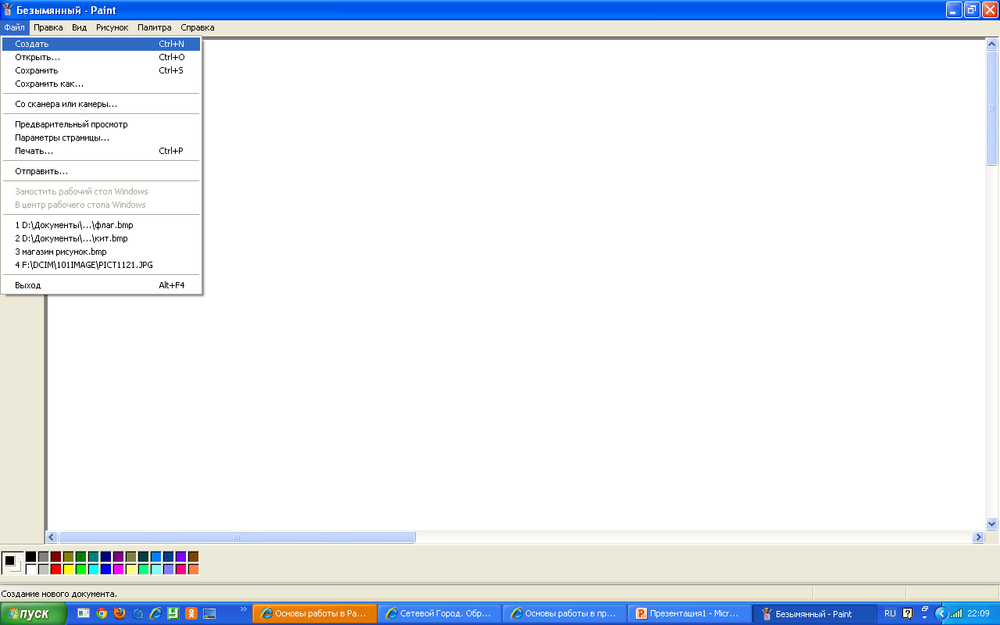 Безымянный - Paint
Файл Правка Вид Рисунок Палитра Справка
Создать Ctrl+N
Открыть... Ctrl+O
Сохранить Ctrl+S
Сохранить как...
Со сканера или камеры...
Предварительный просмотр
Параметры страницы...
Печать... Ctrl+P
Отправить...
Замостить рабочий стол Windows
В центр рабочего стола Windows
1 D:\Документы\...\флаг.bmp
2 D:\Документы\...\кит.bmp
3 магазин рисунок.bmp
4 F:\DCIM\101IMAGE\PICT1121.JPG
Выход Alt+F4
Создание нового документа.
пуск Основы работы в Pa... Сетевой Город. Обр... Основы работы в пр... Презентация1 - Micr... Безымянный - Paint RU 22:09